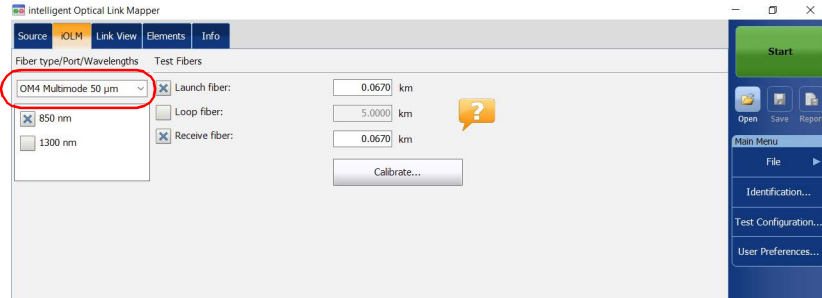 intelligent Optical Link Mapper
Source iOLM Link View Elements Info
Start
Fiber type/Port/Wavelengths Test Fibers
OM4 Multimode 50 µm
Launch fiber: 0.0670 km
850 nm
Loop fiber: 5.0000 km
1300 nm
Receive fiber: 0.0670 km
?
Calibrate...
Open Save Repor
Main Menu
File
Identification...
Test Configuration...
User Preferences...